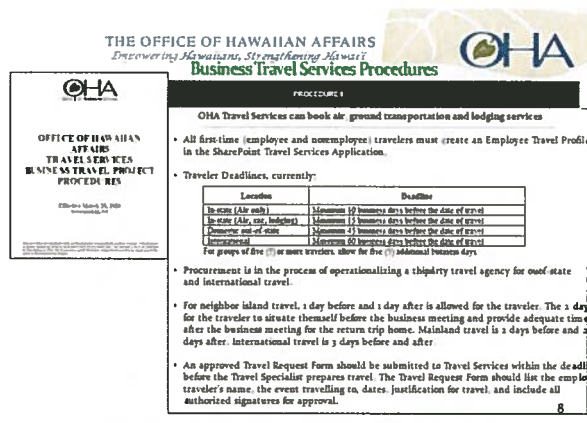 THE OFFICE OF HAWAIIAN AFFAIRS
Empowering Hawaiians, Strengthening Hawai'i
OHA
Business Travel Services Procedures
OHA
OFFICE OF HAWAIIAN
AFFAIRS
TRAVEL SERVICES
BUSINESS TRAVEL PROJECT
PROCEDURES
PROCEDURES
OHA Travel Services can book air, ground transportation and lodging services
• All first-time (employee and nonemployee) travelers must create an Employee Travel Profile
in the SharePoint Travel Services Application.
• Traveler Deadlines, currently:
Location Deadline
In-state (Air only) Minimum 10 business days before the date of travel
In-state (Air, car, lodging) Minimum 15 business days before the date of travel
Domestic out-of-state Minimum 45 business days before the date of travel
International Minimum 60 business days before the date of travel
For groups of five or more travelers, allow for five additional business days
• Procurement is in the process of operationalizing a thiparty travel agency for ouof-state
and international travel.
• For neighbor island travel, 1 day before and 1 day after is allowed for the traveler. The 1 day
for the traveler to situate themself before the business meeting and provide adequate time
after the business meeting for the return trip home. Mainland travel is 2 days before and 2
days after. International travel is 3 days before and after.
• An approved Travel Request Form should be submitted to Travel Services within the deadli
before the Travel Specialist prepares travel. The Travel Request Form should list the emplo
traveler's name, the event travelling to, dates, justification for travel, and include all
authorized signatures for approval.
8